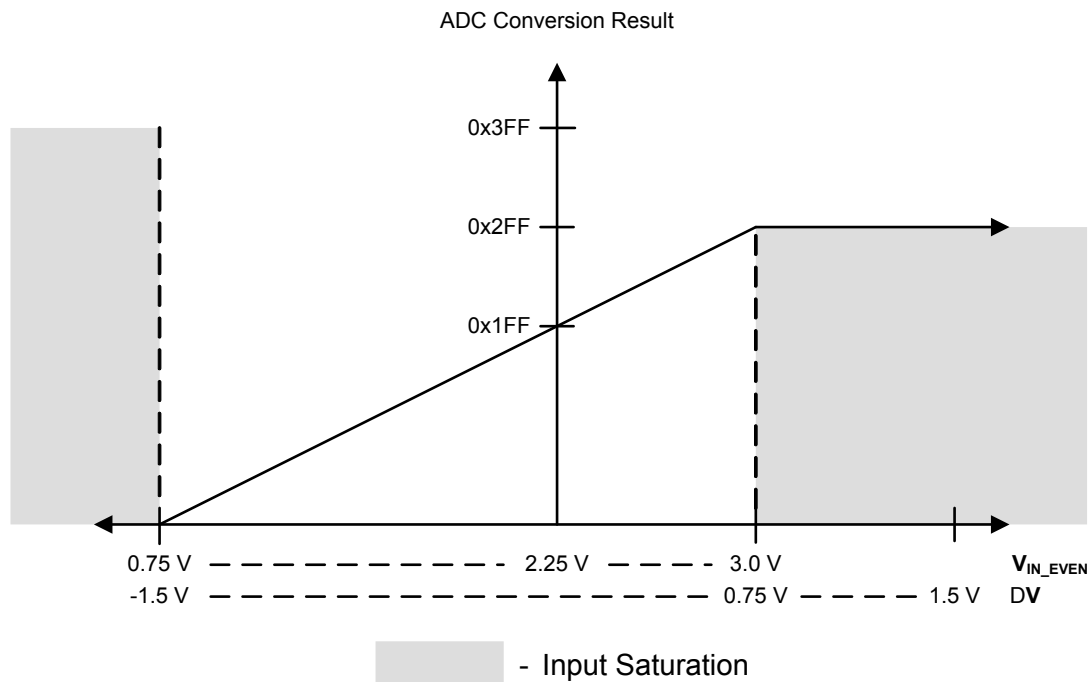 ADC Conversion Result
0x3FF
0x2FF
0x1FF
0.75 V 2.25 V 3.0 V VIN_EVEN
-1.5 V 0.75 V 1.5 V DV
- Input Saturation